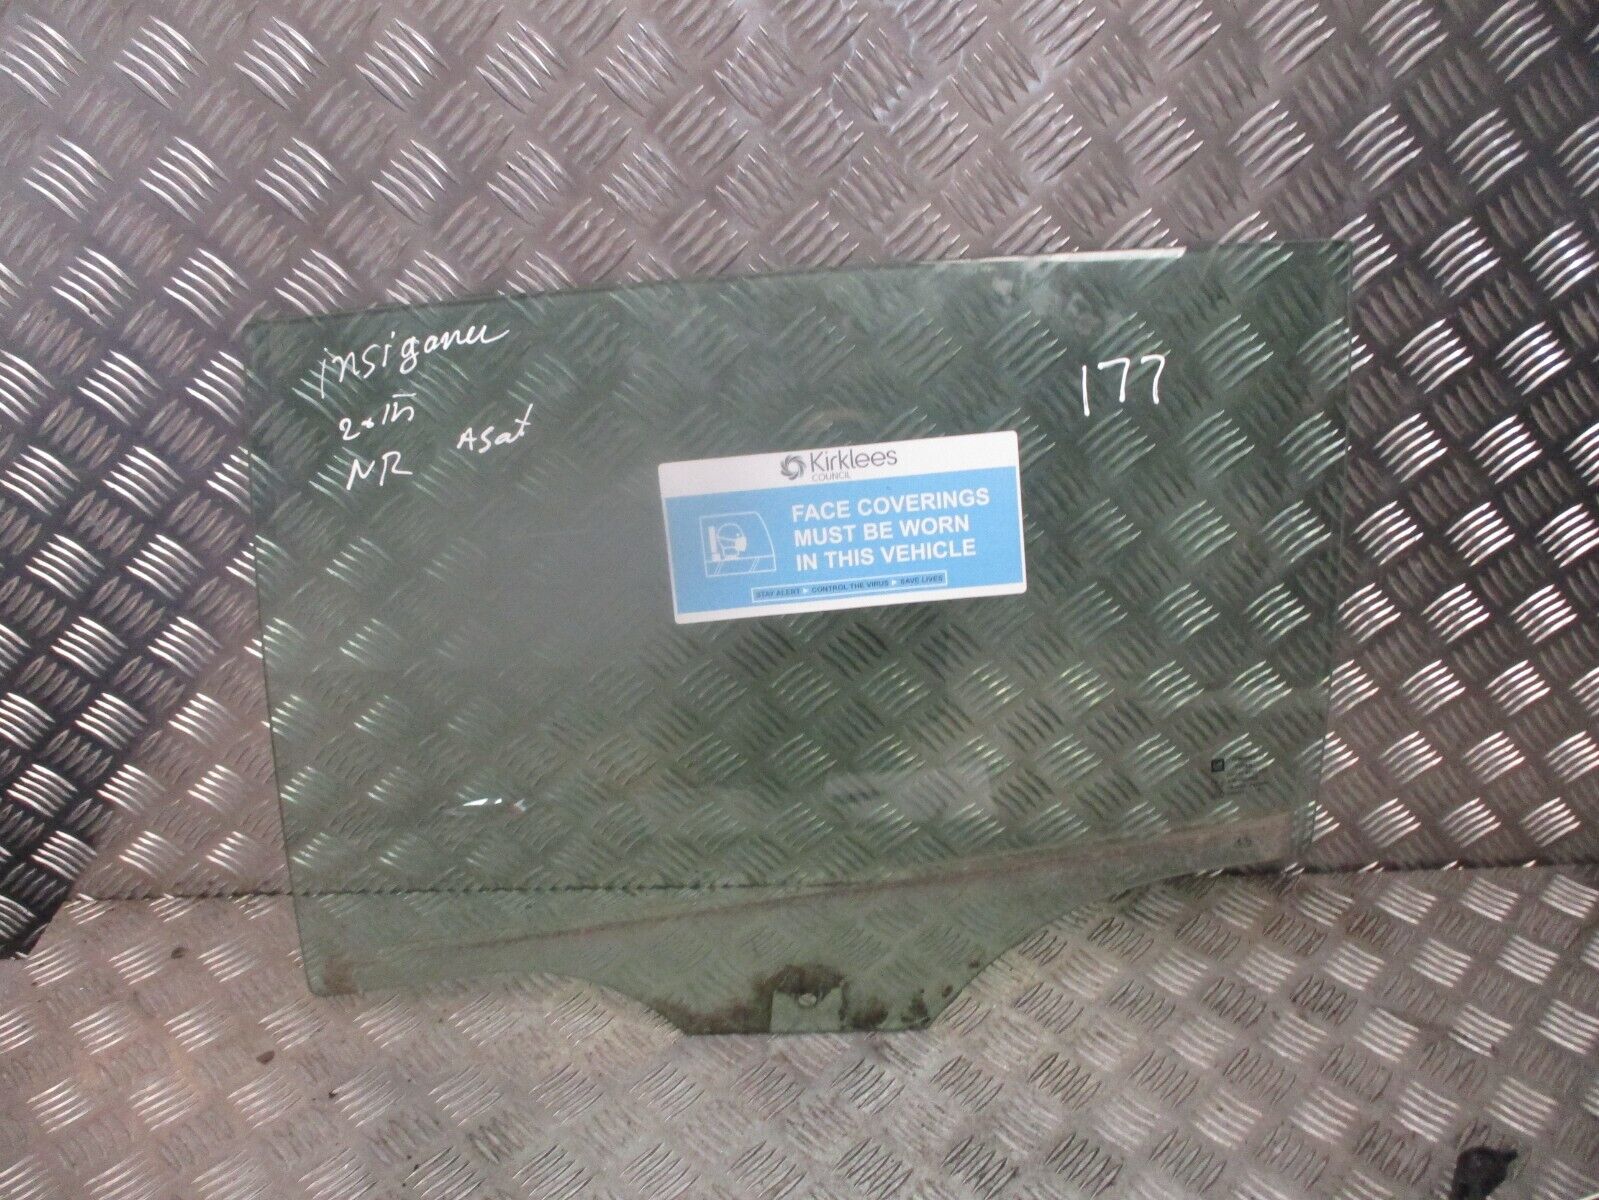 insiganu
2015
NR Asat
177
Kirklees
COUNCIL
FACE COVERINGS
MUST BE WORN
IN THIS VEHICLE
STAY ALERT ▶ CONTROL THE VIRUS ▶ SAVE LIVES